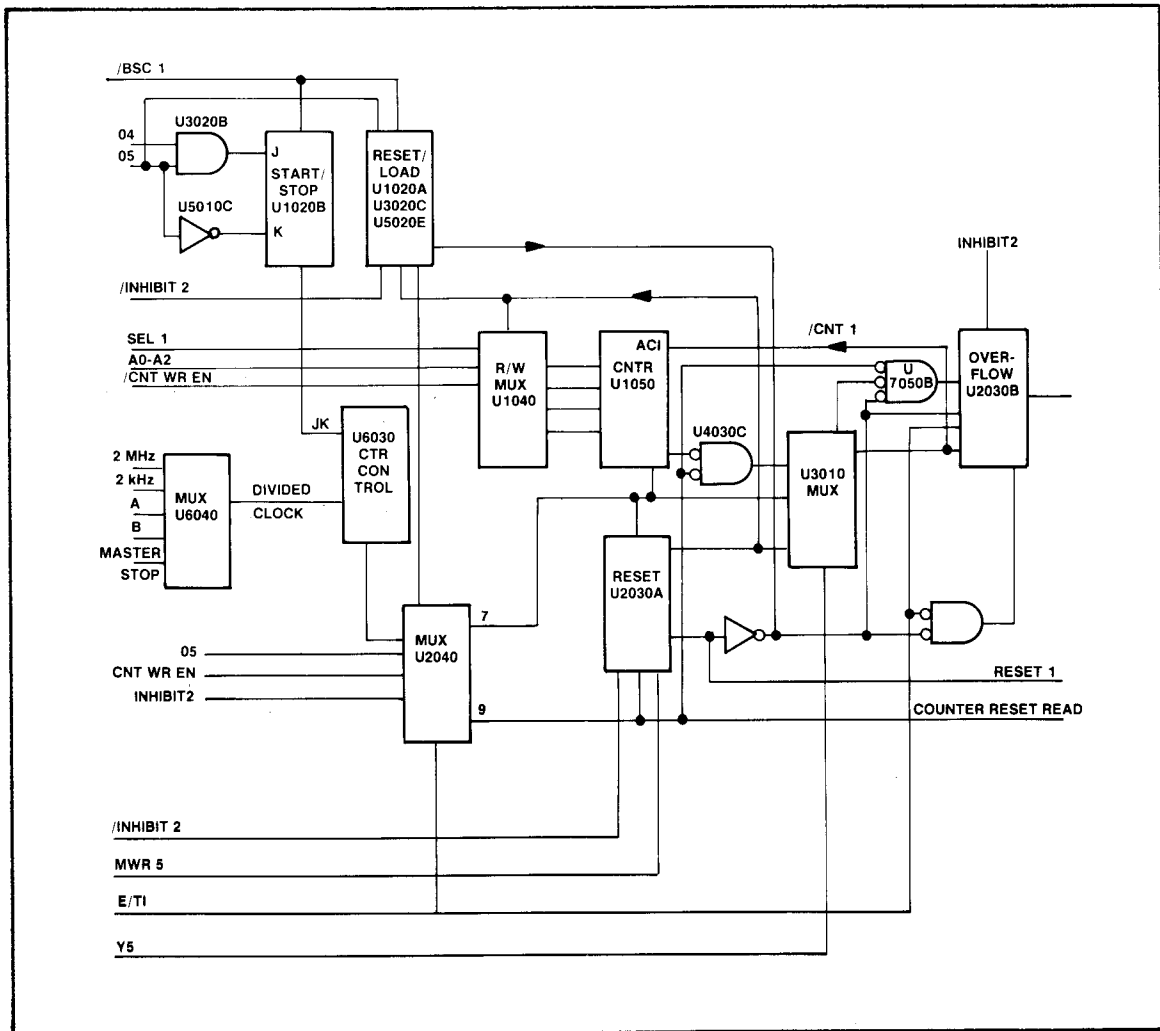 /BSC 1
U3020B
04
05
U5010C
J
START/
STOP
U1020B
K
RESET/
LOAD
U1020A
U3020C
U5020E
INHIBIT2
/INHIBIT 2
SEL 1
A0-A2
/CNT WR EN
R/W
MUX
U1040
ACI
CNTR
U1050
/CNT 1
U
7050B
OVER-
FLOW
U2030B
JK
U6030
CTR
CON
TROL
U4030C
U3010
MUX
2 MHz
2 kHz
A
B
MASTER
STOP
MUX
U6040
DIVIDED
CLOCK
RESET
U2030A
7
MUX
U2040
05
CNT WR EN
INHIBIT2
9
RESET 1
COUNTER RESET READ
/INHIBIT 2
MWR 5
E/TI
Y5